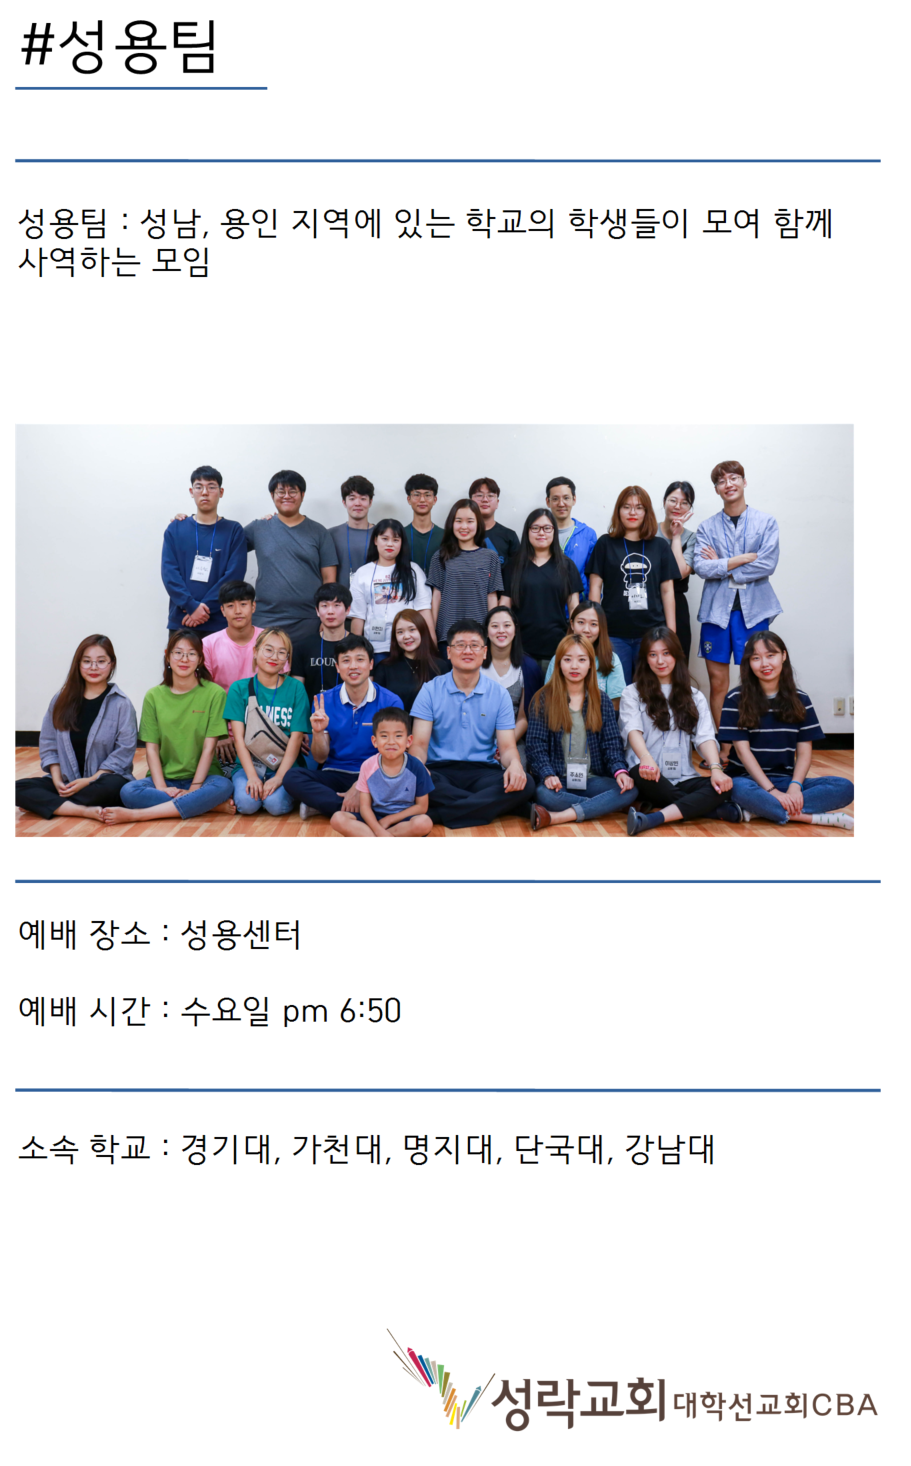 #성용팀
성용팀 : 성남, 용인 지역에 있는 학교의 학생들이 모여 함께
사역하는 모임
예배 장소 : 성용센터
예배 시간 : 수요일 pm 6:50
소속 학교 : 경기대, 가천대, 명지대, 단국대, 강남대
성락교회 대학선교회CBA